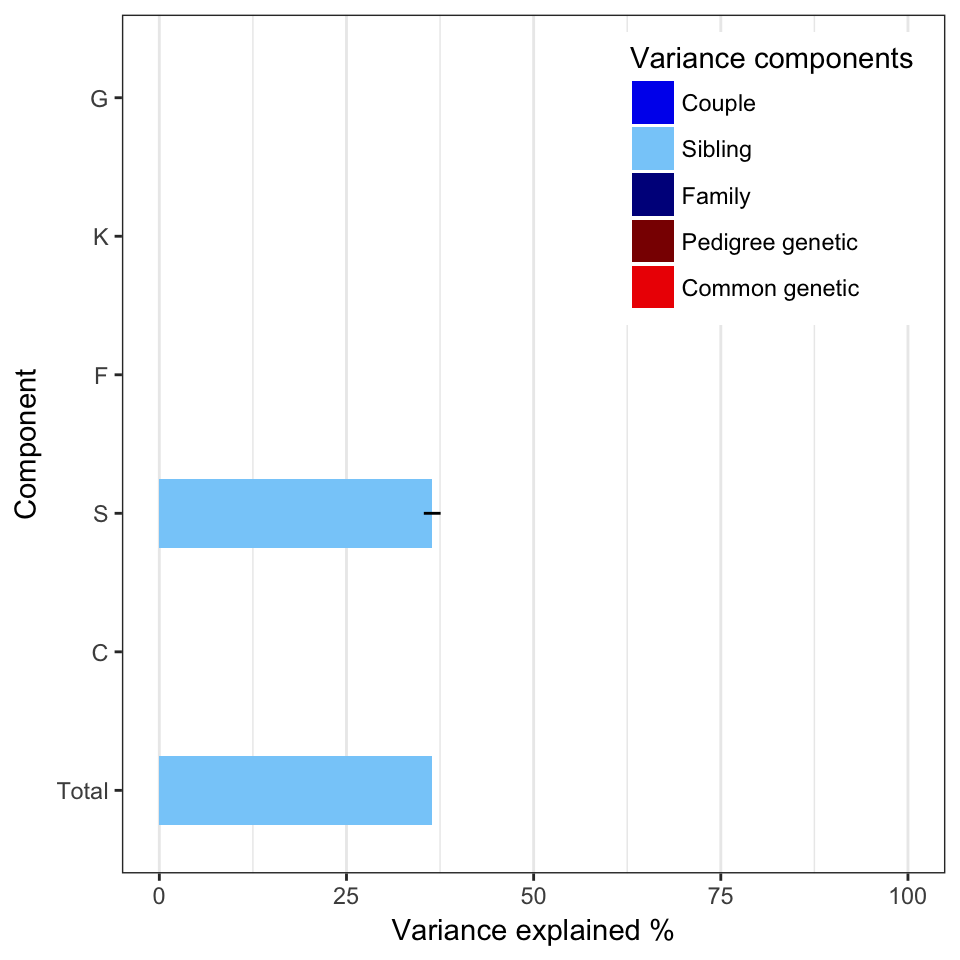 Variance components
Couple
Sibling
Family
Pedigree genetic
Common genetic
Component
G
K
F
S
C
Total
0 25 50 75 100
Variance explained %